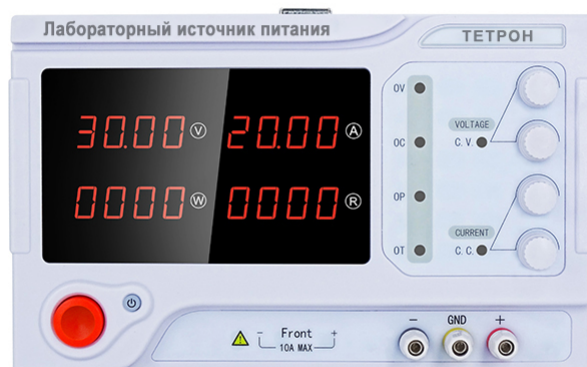 Лабораторный источник питания
ТЕТРОН
30.00 V 20.00 A
0000 W 0000 R
OV
OC
OP
OT
VOLTAGE
C. V.
CURRENT
C. C.
- Front +
10A MAX
- GND +